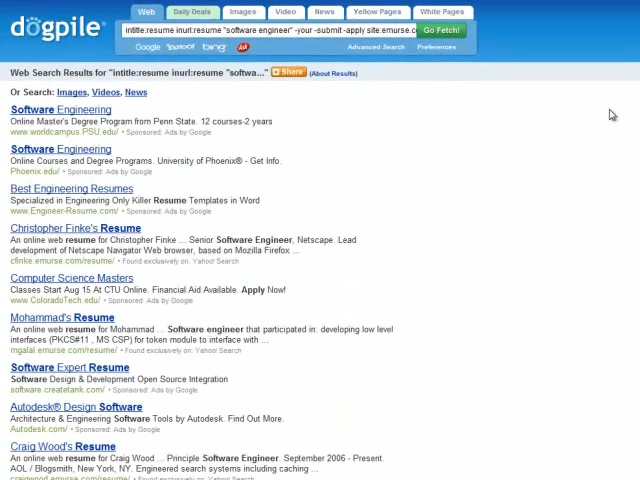 Web
Daily Deals
Images
Video
News
Yellow Pages
White Pages
dogpile
intitle:resume inurl:resume "software engineer" -your -submit -apply site:emurse.c
Go Fetch!
Google Yahoo! bing Ask
Advanced Search
Preferences
Web Search Results for "intitle:resume inurl:resume "softwa..." Share (About Results)
Or Search: Images, Videos, News
Software Engineering
Online Master's Degree Program from Penn State. 12 courses-2 years
www.worldcampus.PSU.edu/ • Sponsored: Ads by Google
Software Engineering
Online Courses and Degree Programs. University of Phoenix® - Get Info.
Phoenix.edu/ • Sponsored: Ads by Google
Best Engineering Resumes
Specialized in Engineering Only Killer Resume Templates in Word
www.Engineer-Resume.com/ • Sponsored: Ads by Google
Christopher Finke's Resume
An online web resume for Christopher Finke ... Senior Software Engineer, Netscape. Lead
development of Netscape Navigator Web browser, based on Mozilla Firefox ...
cfinke.emurse.com/resume/ • Found exclusively on: Yahoo! Search
Computer Science Masters
Classes Start Aug 15 At CTU Online. Financial Aid Available. Apply Now!
www.ColoradoTech.edu/ • Sponsored: Ads by Google
Mohammad's Resume
An online web resume for Mohammad ... Software engineer that participated in: developing low level
interfaces (PKCS#11 , MS CSP) for token module to interface with ...
mgalal.emurse.com/resume/ • Found exclusively on: Yahoo! Search
Software Expert Resume
Software Design & Development Open Source Integration
software.createtank.com/ • Sponsored: Ads by Google
Autodesk® Design Software
Architecture & Engineering Software Tools by Autodesk. Find Out More.
Autodesk.com/ • Sponsored: Ads by Google
Craig Wood's Resume
An online web resume for Craig Wood ... Principle Software Engineer. September 2006 - Present.
AOL / Blogsmith, New York, NY. Engineered search systems including caching ...
craigwood.emurse.com/resume/ • Found exclusively on: Yahoo! Search